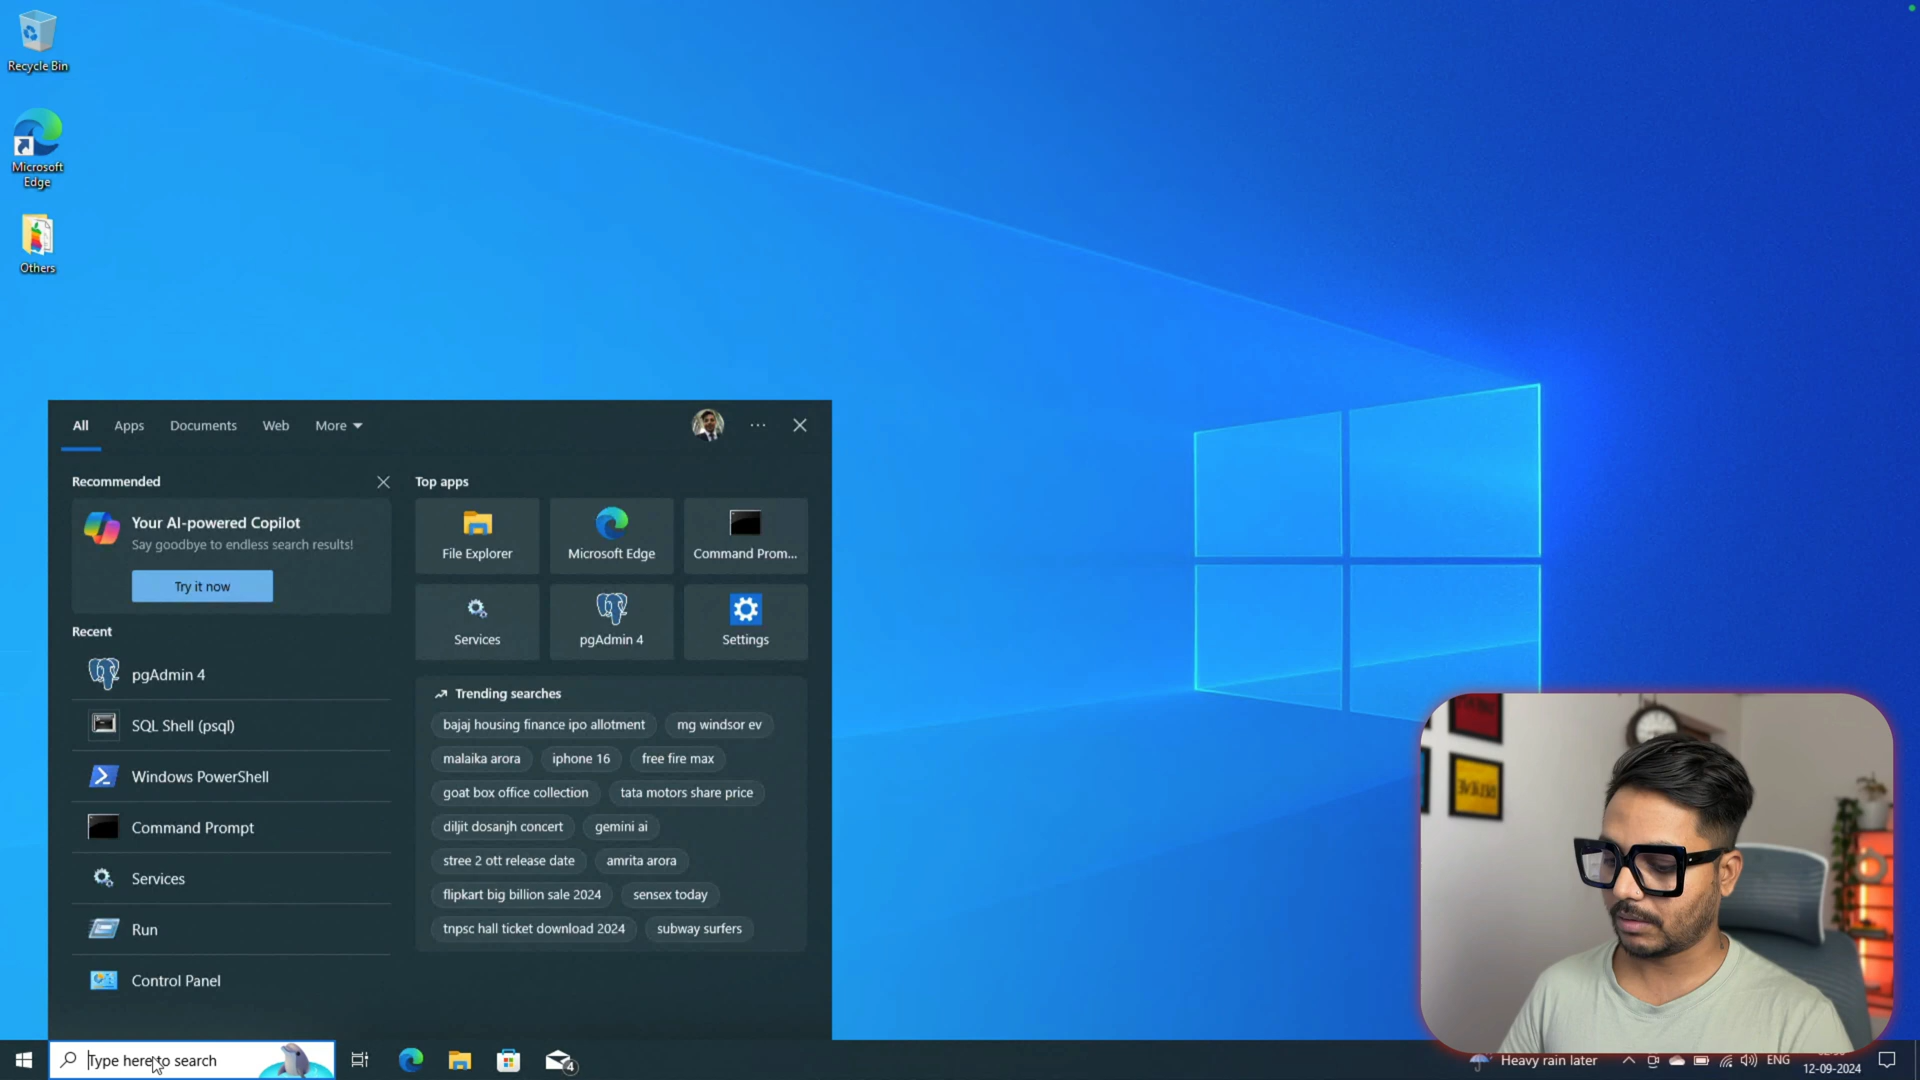 Recycle Bin
Microsoft
Edge
Others
All
Apps
Documents
Web
More
Recommended
Your AI-powered Copilot
Say goodbye to endless search results!
Try it now
Recent
pgAdmin 4
SQL Shell (psql)
Windows PowerShell
Command Prompt
Services
Run
Control Panel
Top apps
File Explorer
Microsoft Edge
Command Prom...
Services
pgAdmin 4
Settings
Trending searches
bajaj housing finance ipo allotment
mg windsor ev
malaika arora
iphone 16
free fire max
goat box office collection
tata motors share price
diljit dosanjh concert
gemini ai
stree 2 ott release date
amrita arora
flipkart big billion sale 2024
sensex today
tnpsc hall ticket download 2024
subway surfers
Type here to search
4
Heavy rain later
ENG
12-09-2024